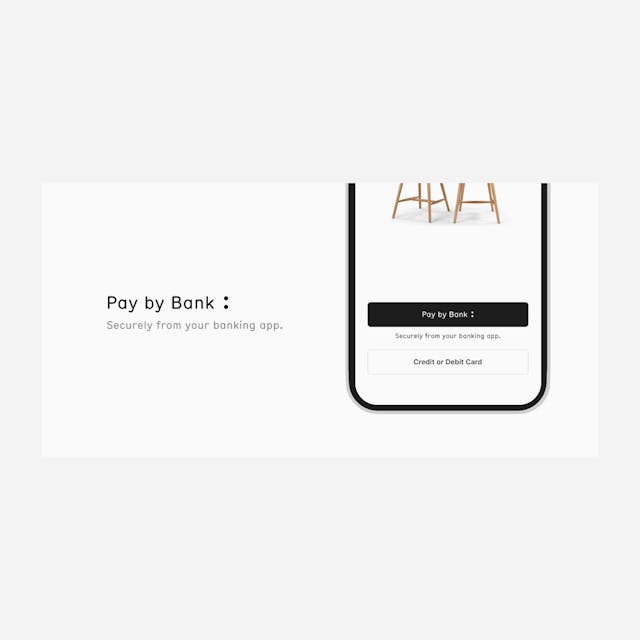 Pay by Bank :
Securely from your banking app.
Pay by Bank :
Securely from your banking app.
Credit or Debit Card